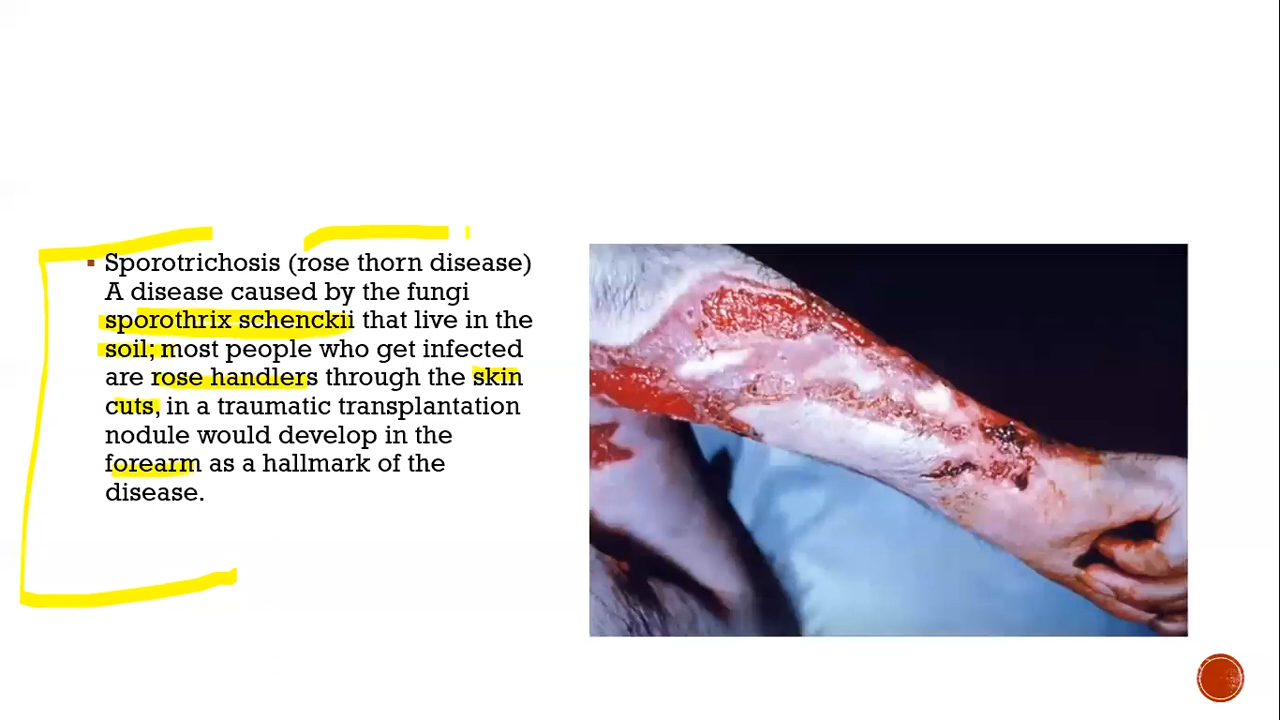 Sporotrichosis (rose thorn disease)
A disease caused by the fungi
sporothrix schenckii that live in the
soil; most people who get infected
are rose handlers through the skin
cuts, in a traumatic transplantation
nodule would develop in the
forearm as a hallmark of the
disease.